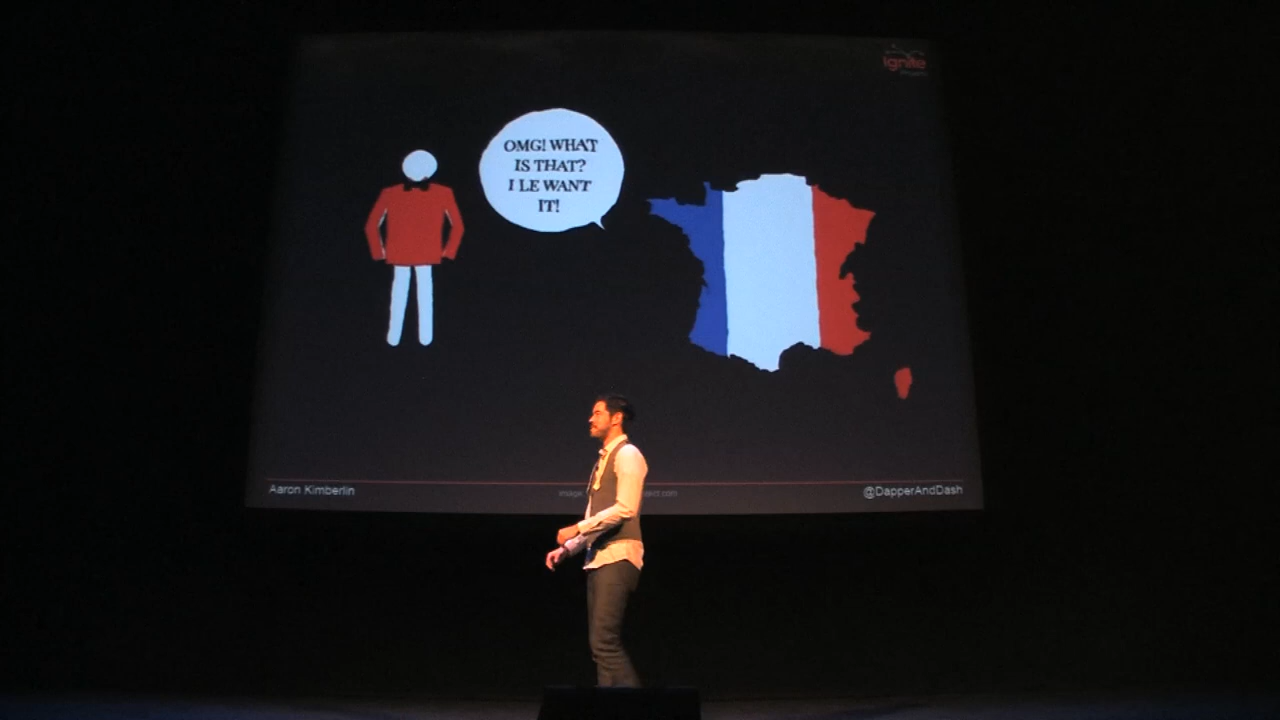 ignite
OMG! WHAT
IS THAT?
I LE WANT
IT!
Aaron Kimberlin
@DapperAndDash